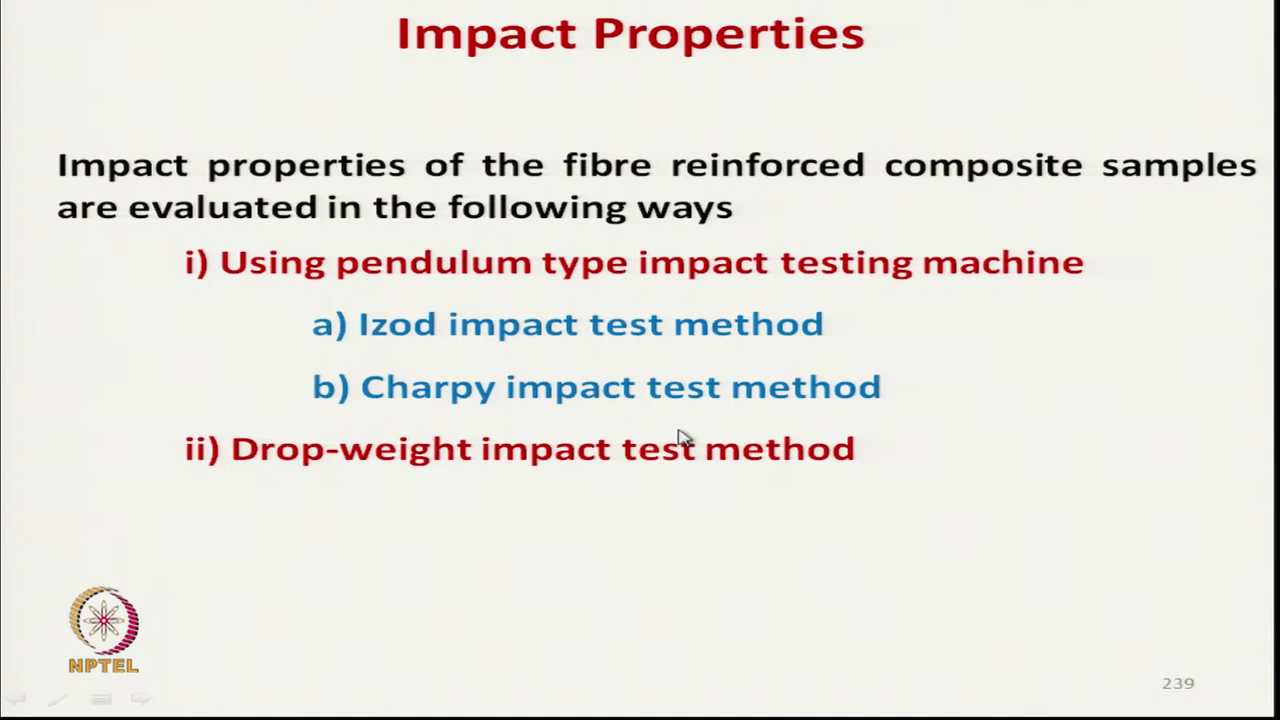 Impact Properties
Impact properties of the fibre reinforced composite samples
are evaluated in the following ways
i) Using pendulum type impact testing machine
a) Izod impact test method
b) Charpy impact test method
ii) Drop-weight impact test method
NPTEL
239